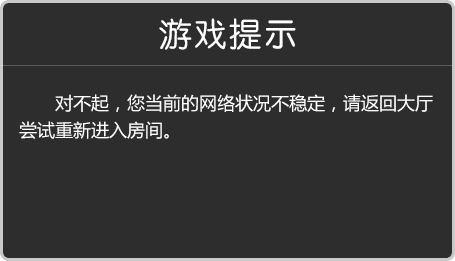 游戏提示
对不起，您当前的网络状况不稳定，请返回大厅
尝试重新进入房间。